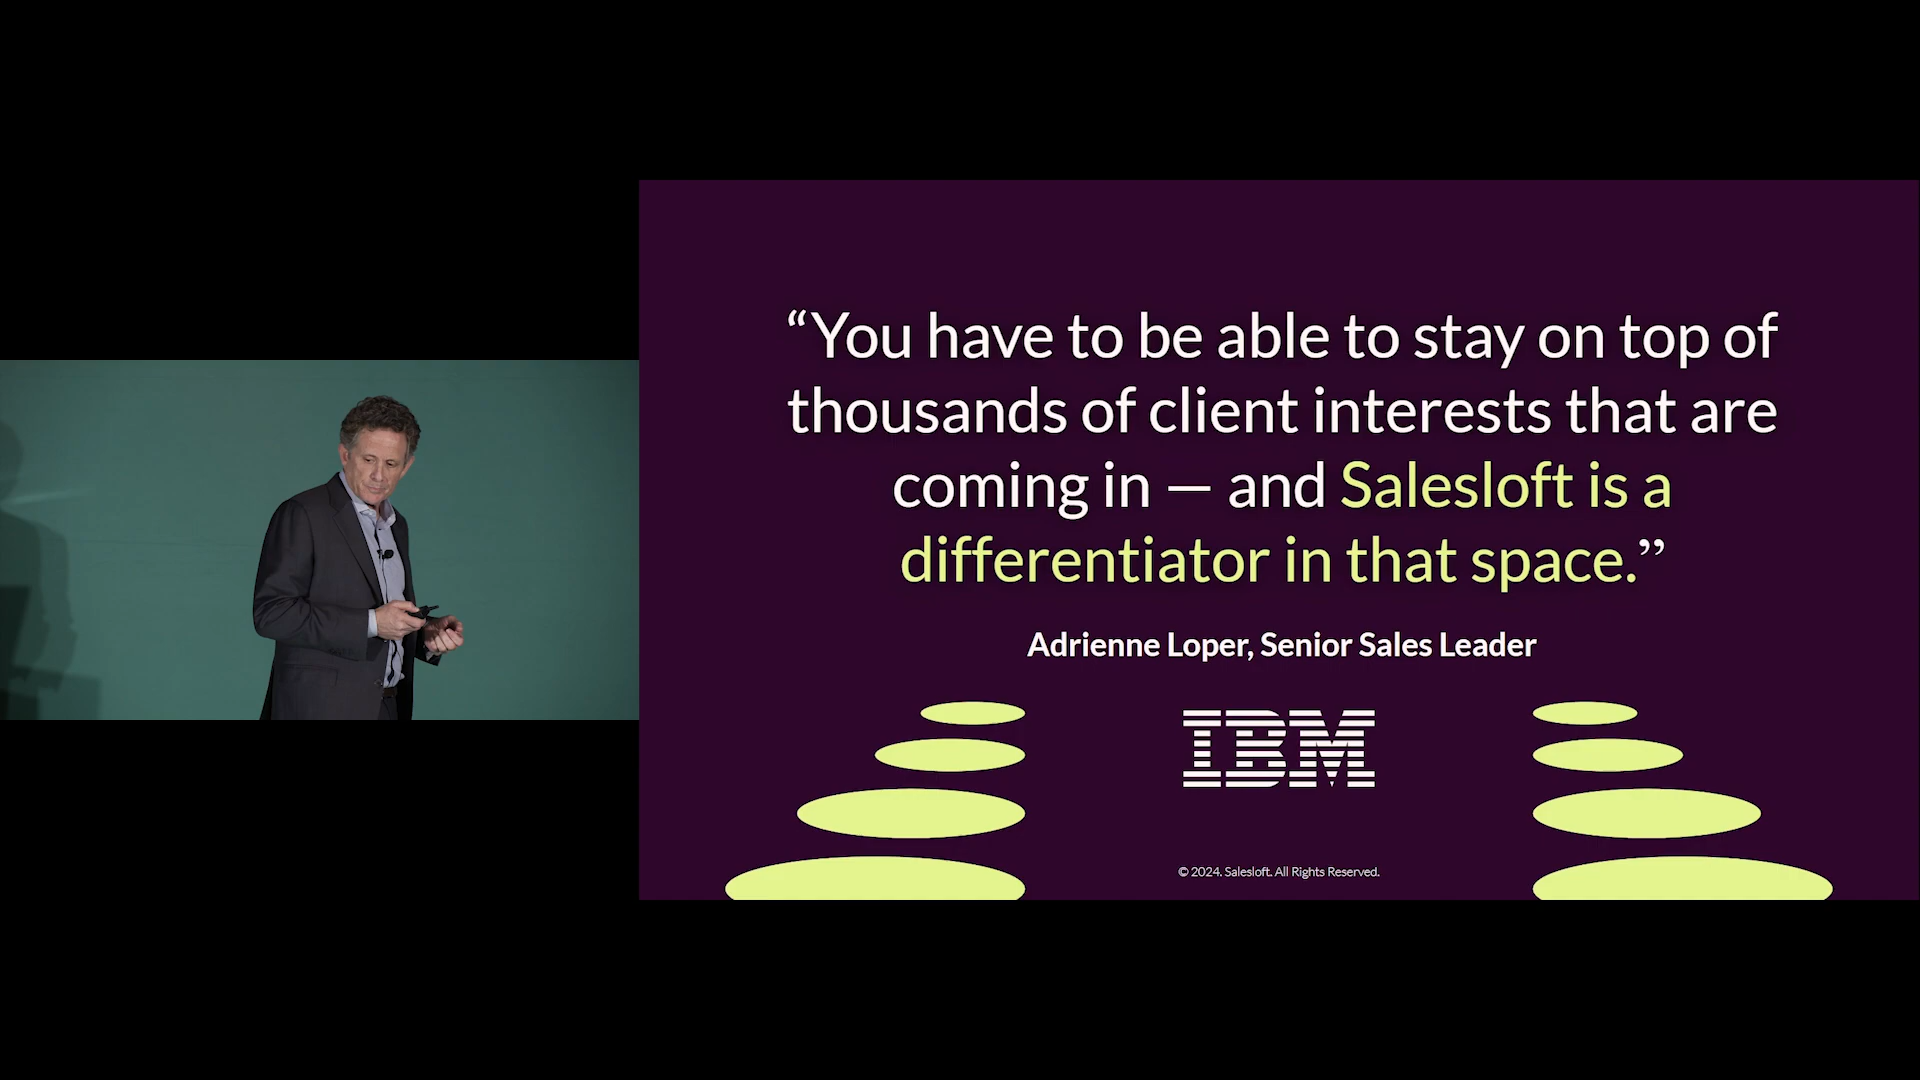 “You have to be able to stay on top of
thousands of client interests that are
coming in — and Salesloft is a
differentiator in that space.”
Adrienne Loper, Senior Sales Leader
IBM
© 2024. Salesloft. All Rights Reserved.